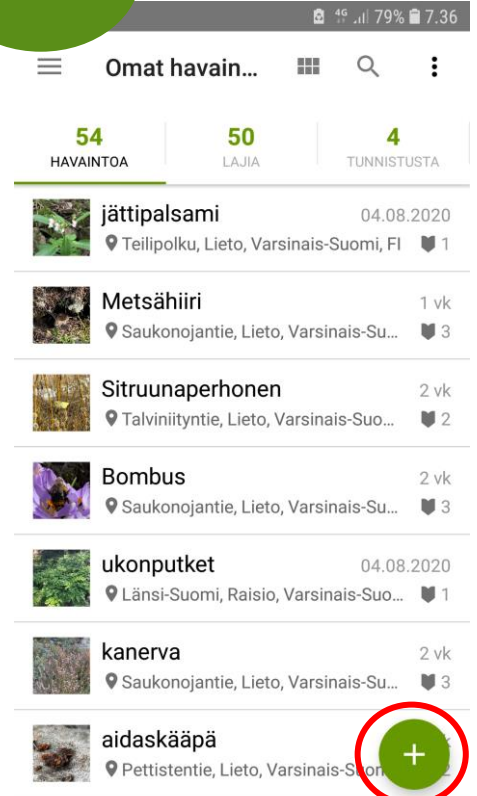 4G 79% 7.36
Omat havain...
54 50 4
HAVAINTOA LAJIA TUNNISTUSTA
jättipalsami 04.08.2020
Teilipolku, Lieto, Varsinais-Suomi, FI 1
Metsähiiri 1 vk
Saukonojantie, Lieto, Varsinais-Su... 3
Sitruunaperhonen 2 vk
Talviniityntie, Lieto, Varsinais-Suo... 2
Bombus 2 vk
Saukonojantie, Lieto, Varsinais-Su... 3
ukonputket 04.08.2020
Länsi-Suomi, Raisio, Varsinais-Suo... 1
kanerva 2 vk
Saukonojantie, Lieto, Varsinais-Su... 3
aidaskääpä
Pettistentie, Lieto, Varsinais-Suon 2